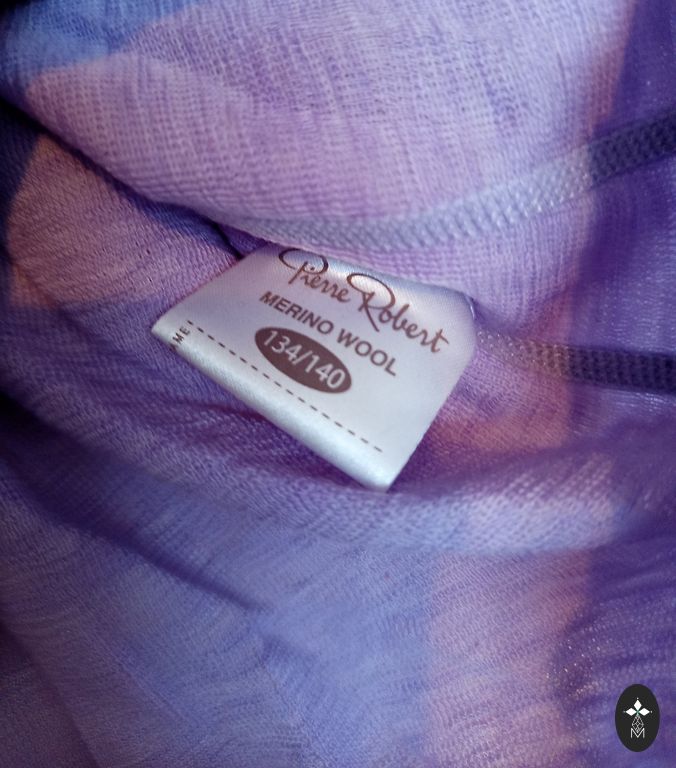 Pierre Robert
MERINO WOOL
134/140
M